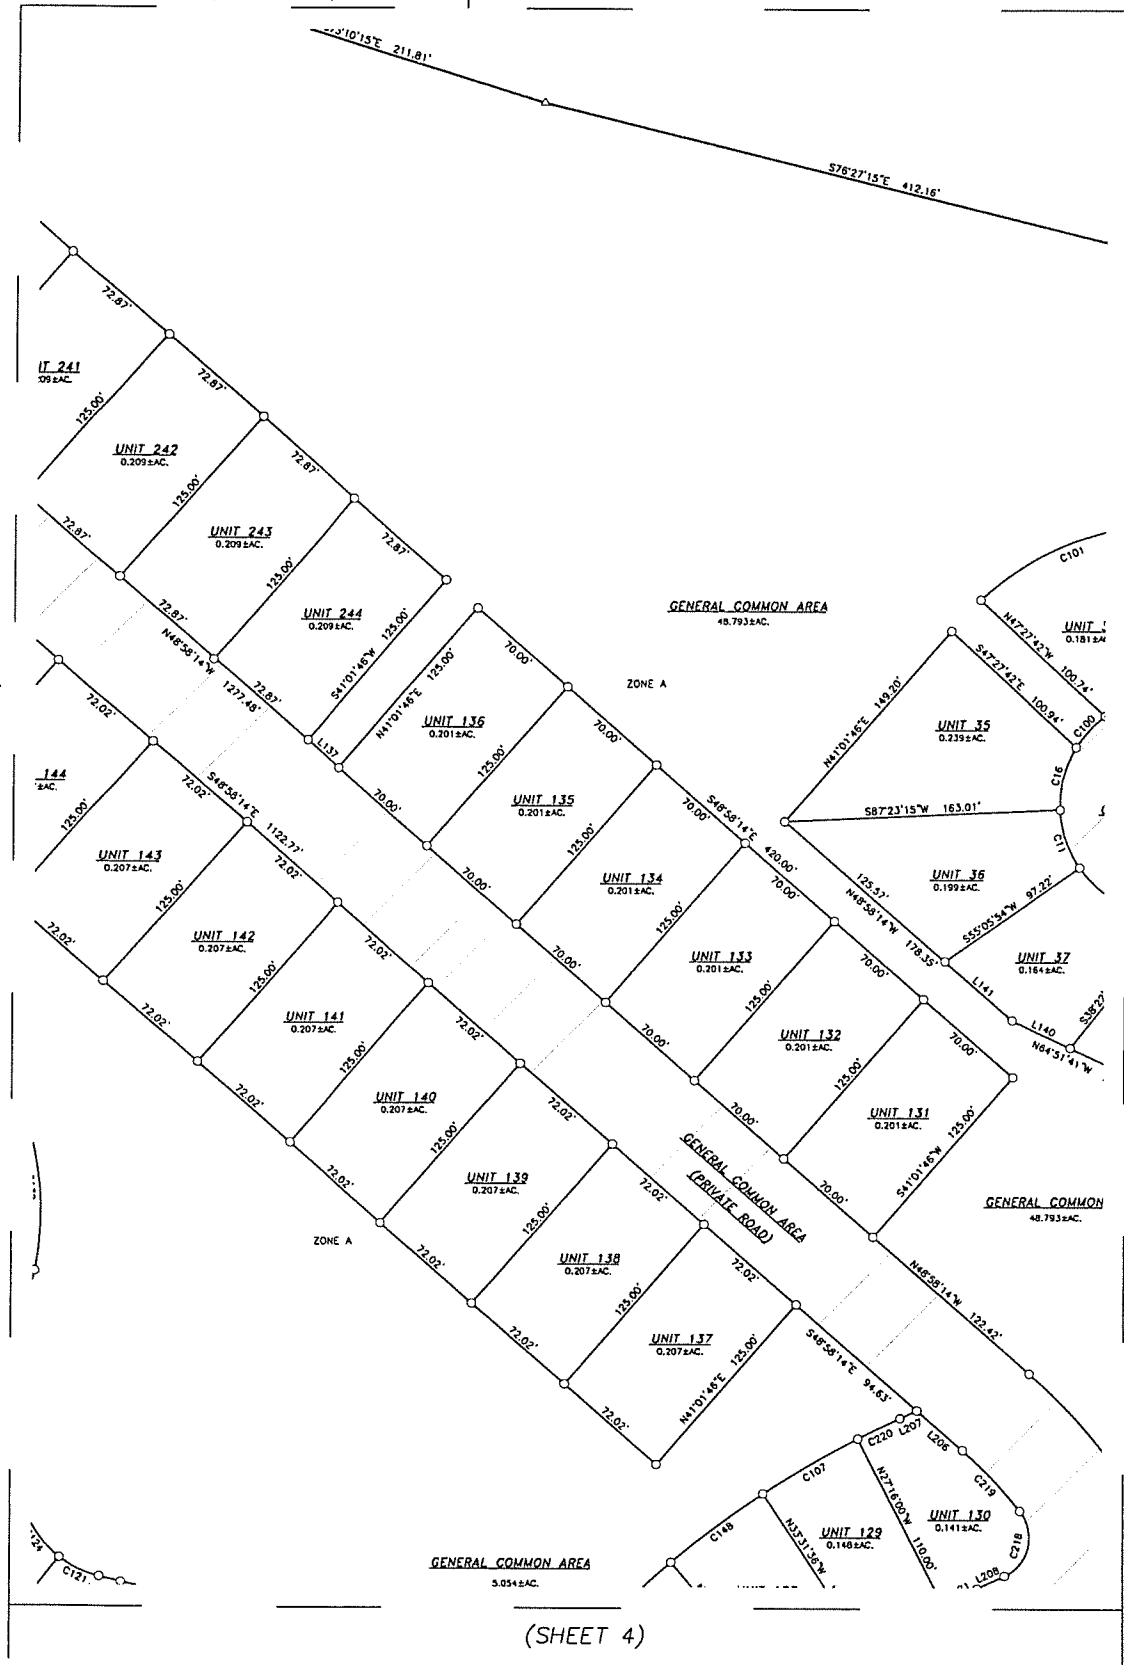 211.81'
S76°27'15"E 412.16'
72.87'
IT 241
09±AC.
125.00'
72.87'
UNIT 242
0.209±AC.
125.00'
72.87'
72.87'
UNIT 243
0.209±AC.
125.00'
72.87'
72.87'
N48°58'14"W 1277.48'
UNIT 244
0.209±AC.
S41°01'46"W 125.00'
72.87'
L137
GENERAL COMMON AREA
48.793±AC.
ZONE A
C101
N47°27'42"W 100.74'
0.181±A
S47°27'42"E 100.94'
C100
C16
N41°01'46"E 149.20'
UNIT 35
0.239±AC.
S87°23'15"W 163.01'
C11
UNIT 36
0.199±AC.
125.57'
N48°58'14"W 178.35'
S55°05'54"W 97.22'
UNIT 37
0.164±AC.
L141
L140
N64°51'41"W
N41°01'46"E 125.00'
70.00'
UNIT 136
0.201±AC.
70.00'
125.00'
70.00'
UNIT 135
0.201±AC.
70.00'
125.00'
70.00'
S48°58'14"E 420.00'
UNIT 134
0.201±AC.
70.00'
125.00'
70.00'
UNIT 133
0.201±AC.
70.00'
125.00'
70.00'
UNIT 132
0.201±AC.
70.00'
125.00'
70.00'
UNIT 131
0.201±AC.
70.00'
S41°01'46"W 125.00'
GENERAL COMMON
48.793±AC.
72.02'
144
±AC.
125.00'
72.02'
S48°58'14"E 1122.77'
UNIT 143
0.207±AC.
72.02'
125.00'
72.02'
UNIT 142
0.207±AC.
72.02'
125.00'
72.02'
UNIT 141
0.207±AC.
72.02'
125.00'
72.02'
UNIT 140
0.207±AC.
72.02'
125.00'
72.02'
UNIT 139
0.207±AC.
72.02'
125.00'
72.02'
UNIT 138
0.207±AC.
72.02'
125.00'
72.02'
UNIT 137
0.207±AC.
72.02'
N41°01'46"E 125.00'
GENERAL COMMON AREA
(PRIVATE ROAD)
ZONE A
N48°58'14"W 122.42'
S48°58'14"E 94.63'
C220
L207
L206
C219
C107
N27°16'00"W 110.00'
UNIT 130
0.141±AC.
C218
L208
C148
N33°31'36"W
UNIT 129
0.148±AC.
C121
GENERAL COMMON AREA
5.054±AC.
(SHEET 4)